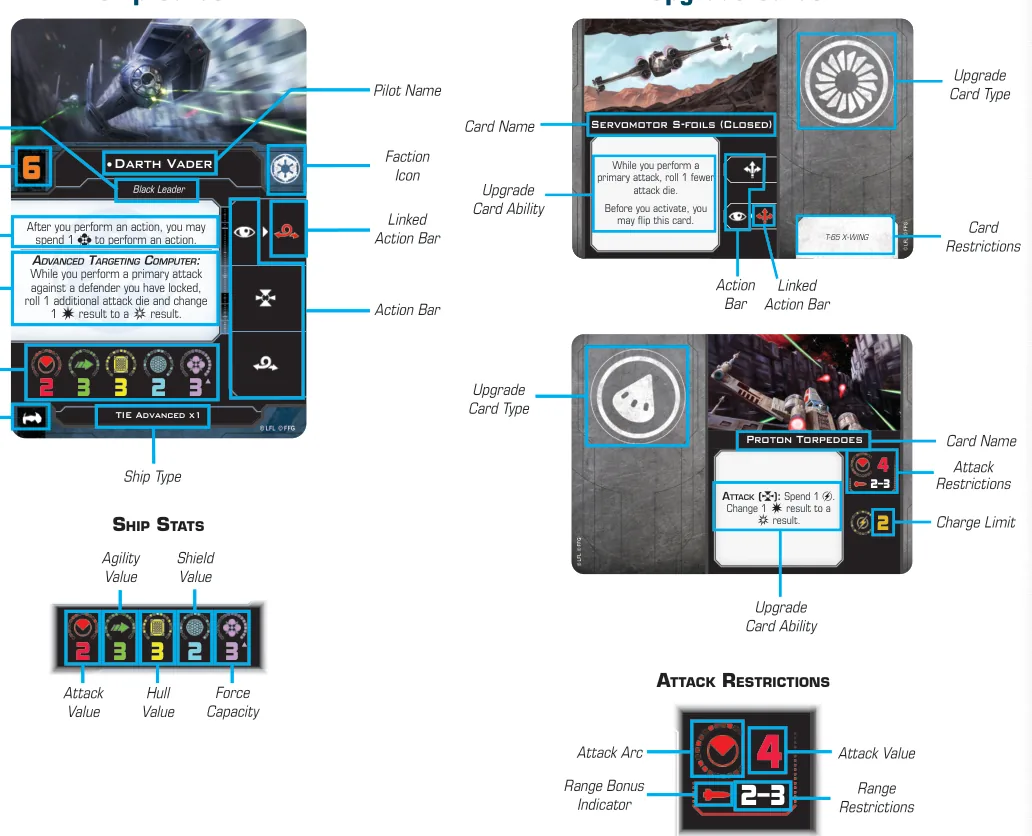 Pilot Name
6
•Darth Vader
Black Leader
Faction
Icon
After you perform an action, you may
spend 1 to perform an action.
Linked
Action Bar
Advanced Targeting Computer:
While you perform a primary attack
against a defender you have locked,
roll 1 additional attack die and change
1 result to a result.
Action Bar
2 3 3 2 3
TIE Advanced x1
© LFL © FFG
Ship Type
Ship Stats
Agility
Value
Shield
Value
2 3 3 2 3
Attack
Value
Hull
Value
Force
Capacity
Upgrade
Card Type
Card Name
Servomotor S-foils (Closed)
While you perform a
primary attack, roll 1 fewer
attack die.
Before you activate, you
may flip this card.
Upgrade
Card Ability
T-65 X-WING
© LFL © FFG
Card
Restrictions
Action
Bar
Linked
Action Bar
Upgrade
Card Type
Proton Torpedoes
Card Name
4
2–3
Attack
Restrictions
Attack ( ): Spend 1 .
Change 1 result to a
result.
2
Charge Limit
© LFL © FFG
Upgrade
Card Ability
Attack Restrictions
Attack Arc
4
Attack Value
Range Bonus
Indicator
2–3
Range
Restrictions